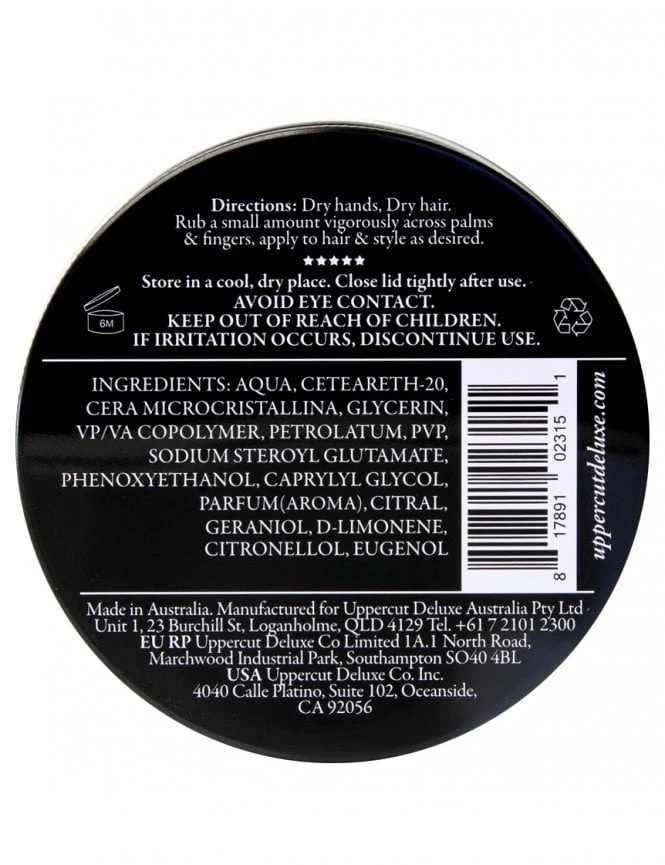 Directions: Dry hands, Dry hair.
Rub a small amount vigorously across palms
& fingers, apply to hair & style as desired.
★★★★★
Store in a cool, dry place. Close lid tightly after use.
AVOID EYE CONTACT.
KEEP OUT OF REACH OF CHILDREN.
IF IRRITATION OCCURS, DISCONTINUE USE.
6M
INGREDIENTS: AQUA, CETEARETH-20,
CERA MICROCRISTALLINA, GLYCERIN,
VP/VA COPOLYMER, PETROLATUM, PVP,
SODIUM STEROYL GLUTAMATE,
PHENOXYETHANOL, CAPRYLYL GLYCOL,
PARFUM(AROMA), CITRAL,
GERANIOL, D-LIMONENE,
CITRONELLOL, EUGENOL
8 17891 02315 1
uppercutdeluxe.com
Made in Australia. Manufactured for Uppercut Deluxe Australia Pty Ltd
Unit 1, 23 Burchill St, Loganholme, QLD 4129 Tel. +61 7 2101 2300
EU RP Uppercut Deluxe Co Limited 1A.1 North Road,
Marchwood Industrial Park, Southampton SO40 4BL
USA Uppercut Deluxe Co. Inc.
4040 Calle Platino, Suite 102, Oceanside,
CA 92056